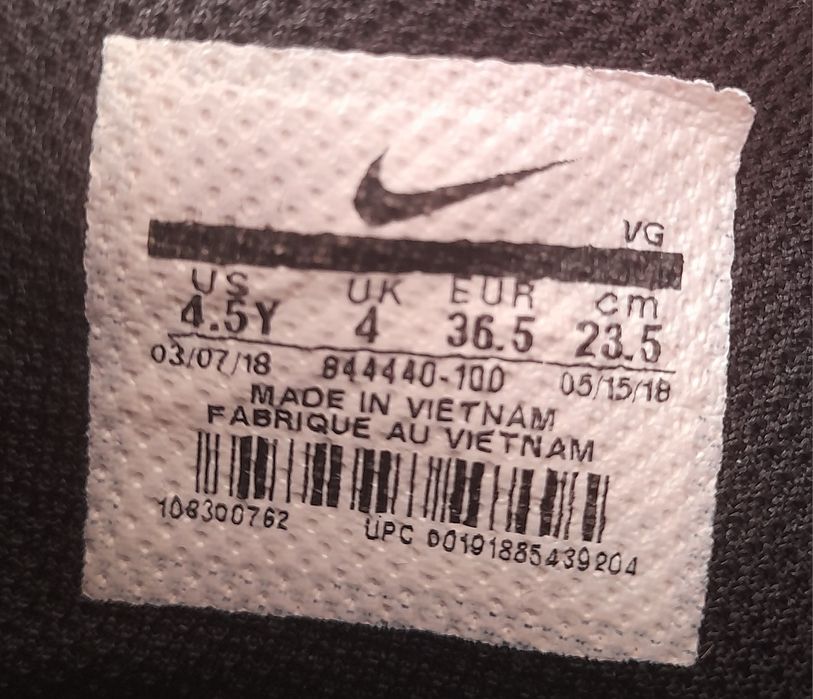 VG
US UK EUR cm
4.5Y 4 36.5 23.5
03/07/18 844440-100 05/15/18
MADE IN VIETNAM
FABRIQUE AU VIETNAM
108300762 UPC 00191885439204